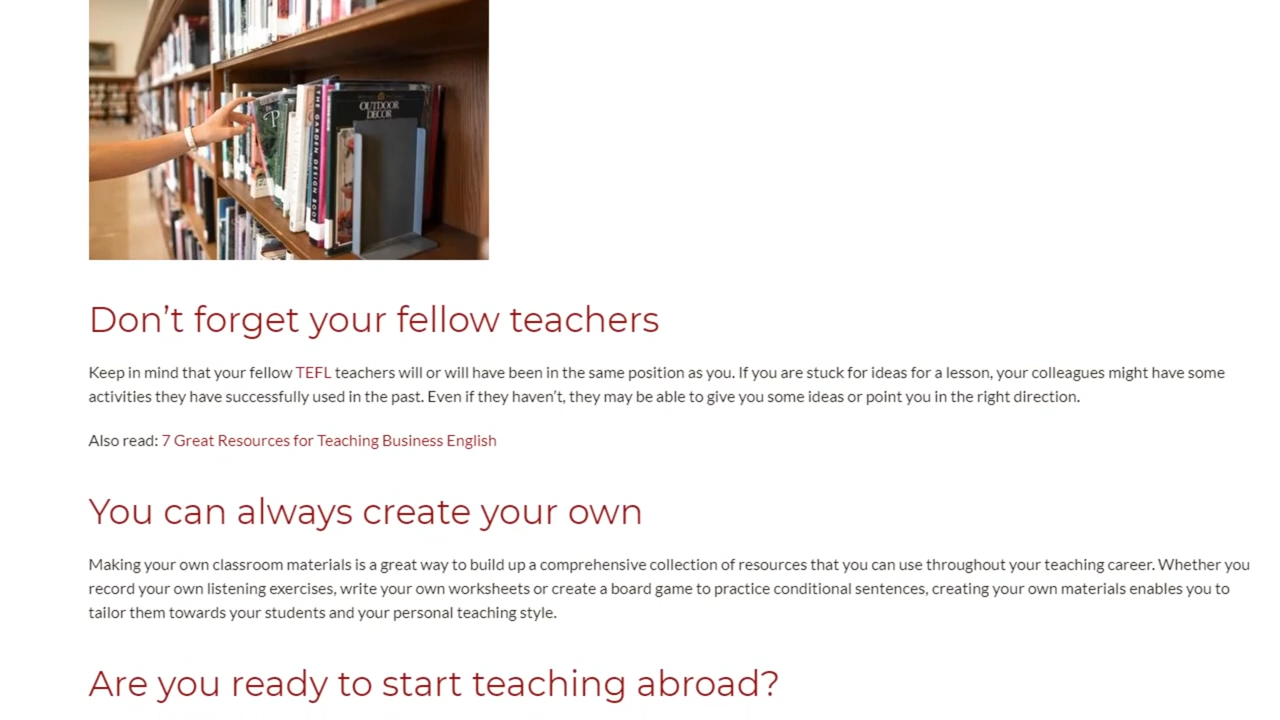 OUTDOOR
DECOR
THE GARDEN DESIGN BOOK
Don’t forget your fellow teachers
Keep in mind that your fellow TEFL teachers will or will have been in the same position as you. If you are stuck for ideas for a lesson, your colleagues might have some
activities they have successfully used in the past. Even if they haven’t, they may be able to give you some ideas or point you in the right direction.
Also read: 7 Great Resources for Teaching Business English
You can always create your own
Making your own classroom materials is a great way to build up a comprehensive collection of resources that you can use throughout your teaching career. Whether you
record your own listening exercises, write your own worksheets or create a board game to practice conditional sentences, creating your own materials enables you to
tailor them towards your students and your personal teaching style.
Are you ready to start teaching abroad?